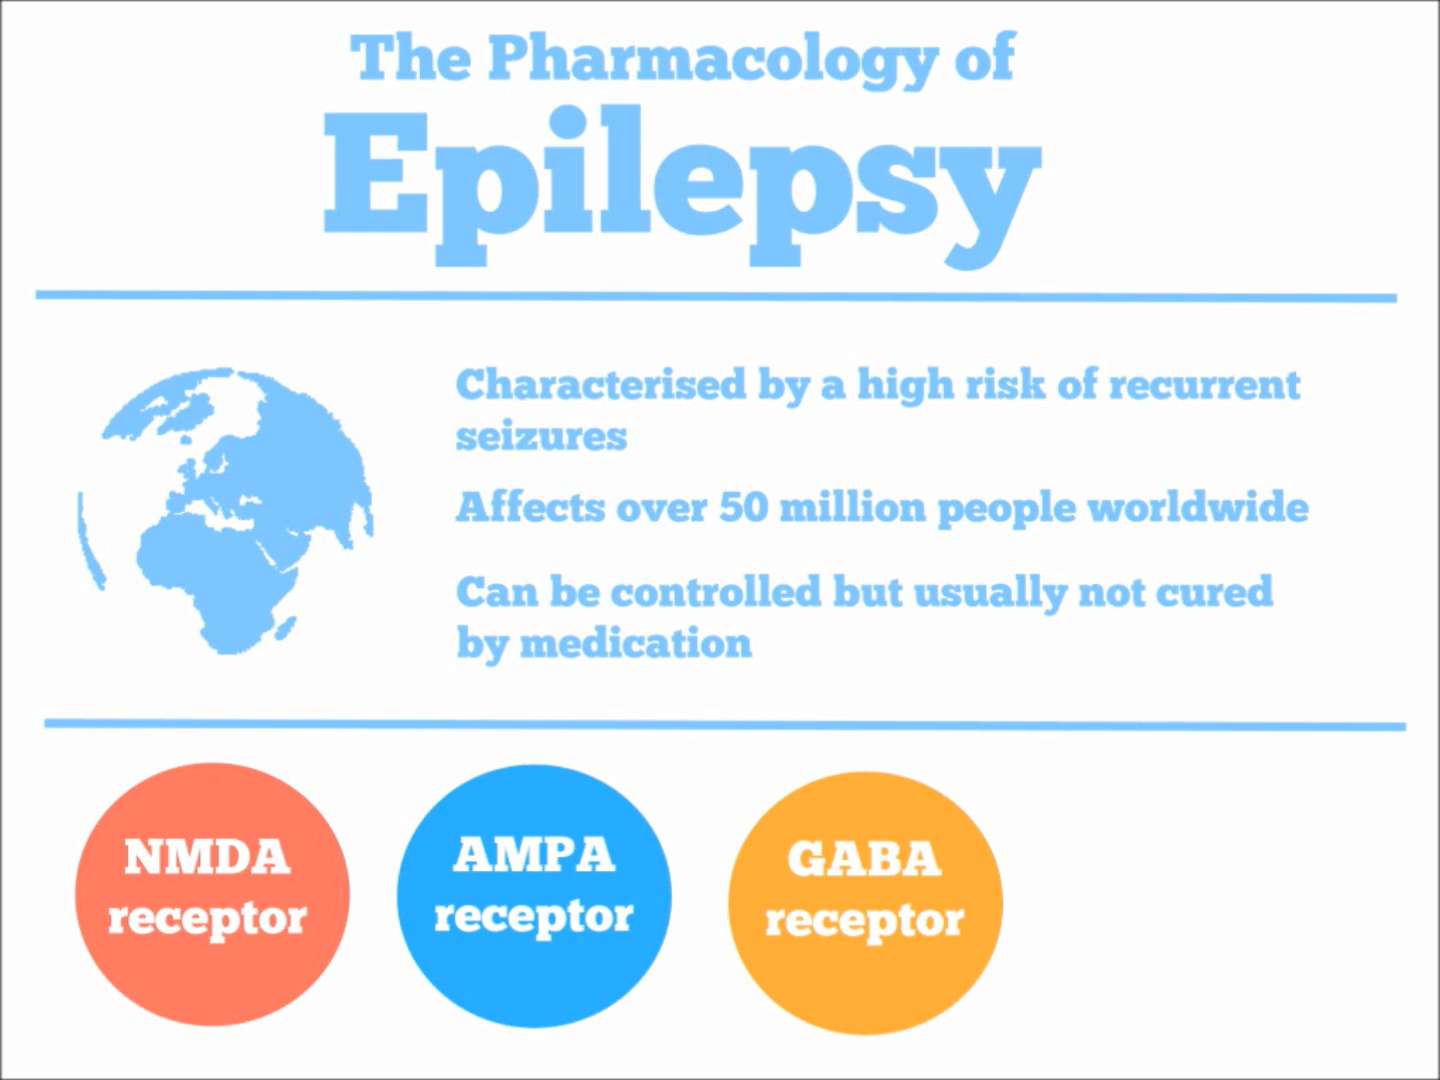 The Pharmacology of
Epilepsy
Characterised by a high risk of recurrent
seizures
Affects over 50 million people worldwide
Can be controlled but usually not cured
by medication
NMDA
receptor
AMPA
receptor
GABA
receptor